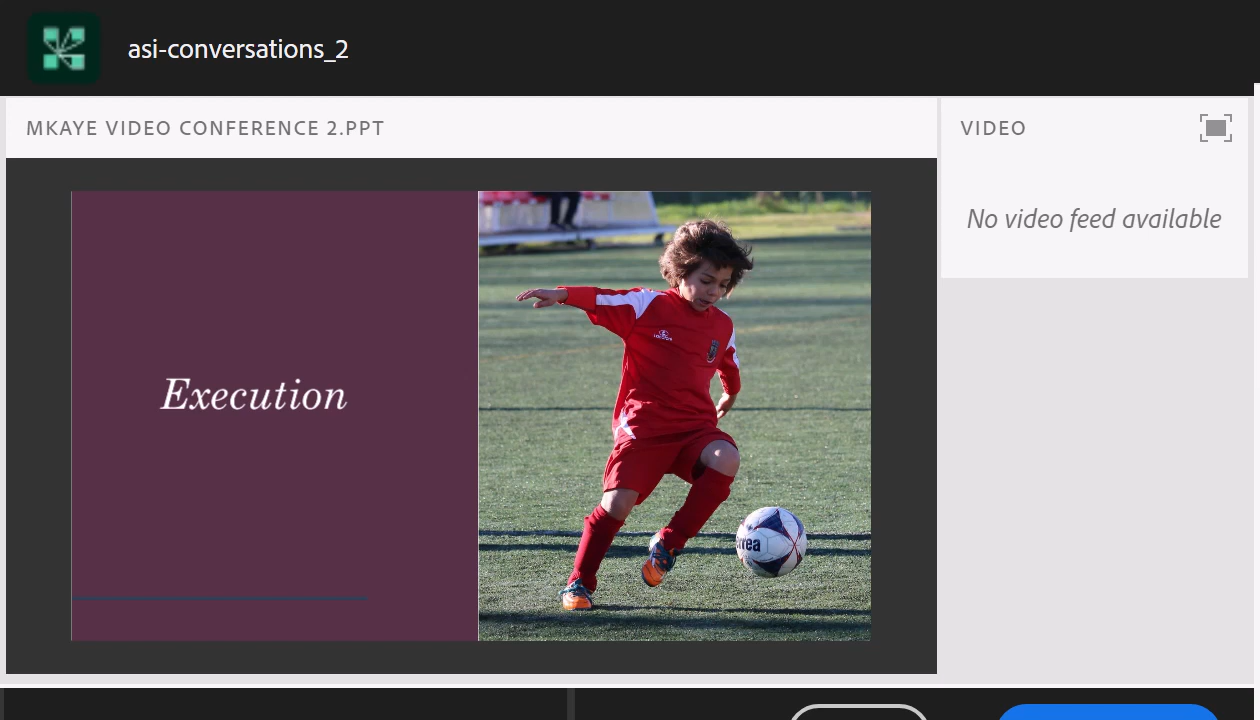 asi-conversations_2
MKAYE VIDEO CONFERENCE 2.PPT
VIDEO
No video feed available
Execution